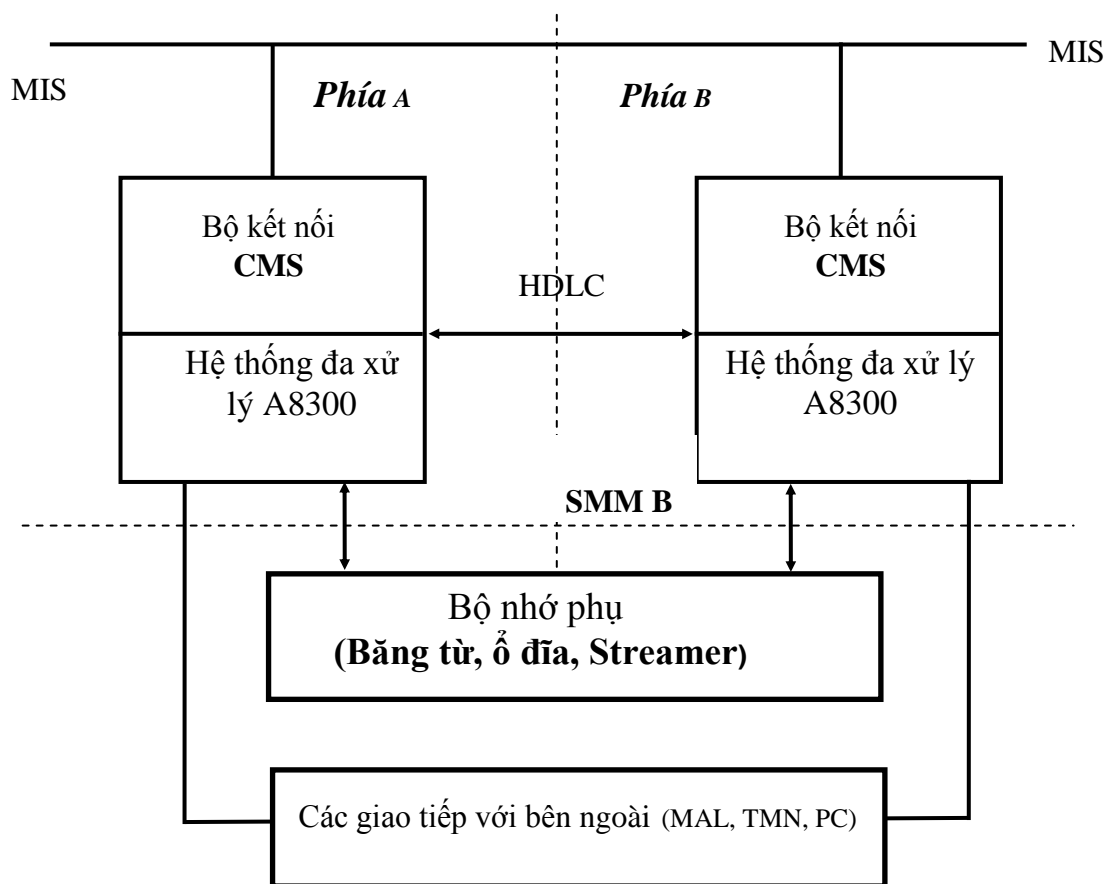 MIS
MIS
Phía A
Phía B
Bộ kết nối
CMS
Bộ kết nối
CMS
HDLC
Hệ thống đa xử
lý A8300
Hệ thống đa xử lý
A8300
SMM B
Bộ nhớ phụ
(Băng từ, ổ đĩa, Streamer)
Các giao tiếp với bên ngoài (MAL, TMN, PC)